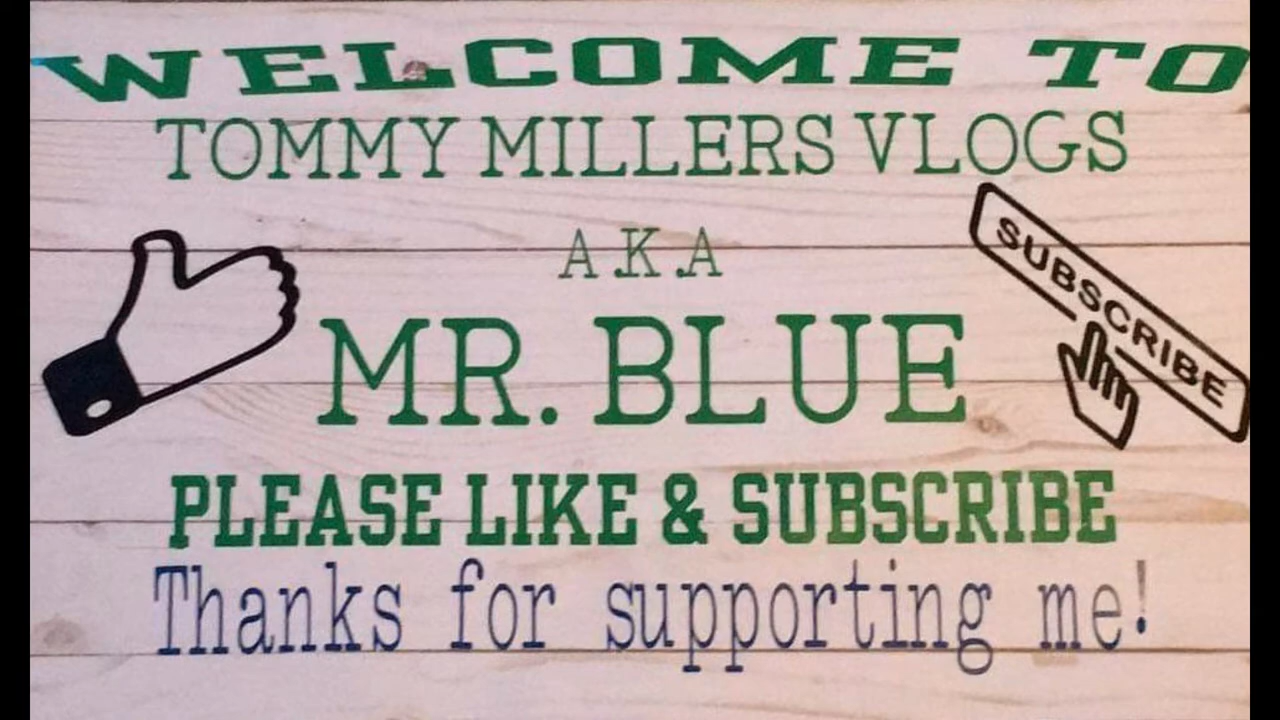 WELCOME TO
TOMMY MILLERS VLOGS
A.K.A
SUBSCRIBE
MR. BLUE
PLEASE LIKE & SUBSCRIBE
Thanks for supporting me!